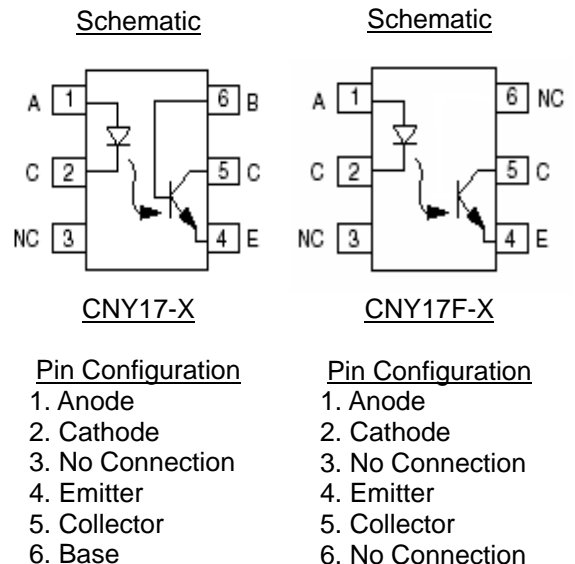 Schematic
A 1
6 B
C 2
5 C
NC 3
4 E
CNY17-X
Pin Configuration
1. Anode
2. Cathode
3. No Connection
4. Emitter
5. Collector
6. Base
Schematic
A 1
6 NC
C 2
5 C
NC 3
4 E
CNY17F-X
Pin Configuration
1. Anode
2. Cathode
3. No Connection
4. Emitter
5. Collector
6. No Connection